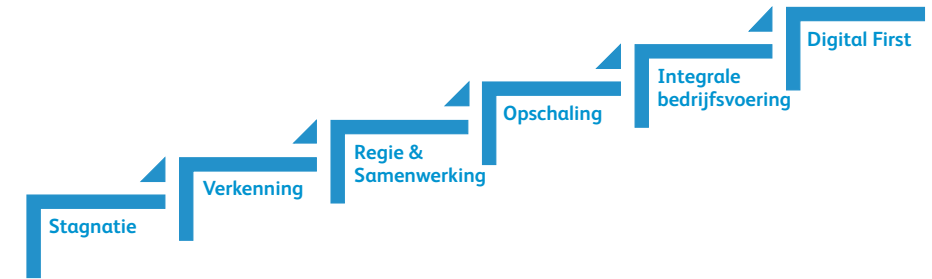 Stagnatie
Verkenning
Regie &
Samenwerking
Opschaling
Integrale
bedrijfsvoering
Digital First